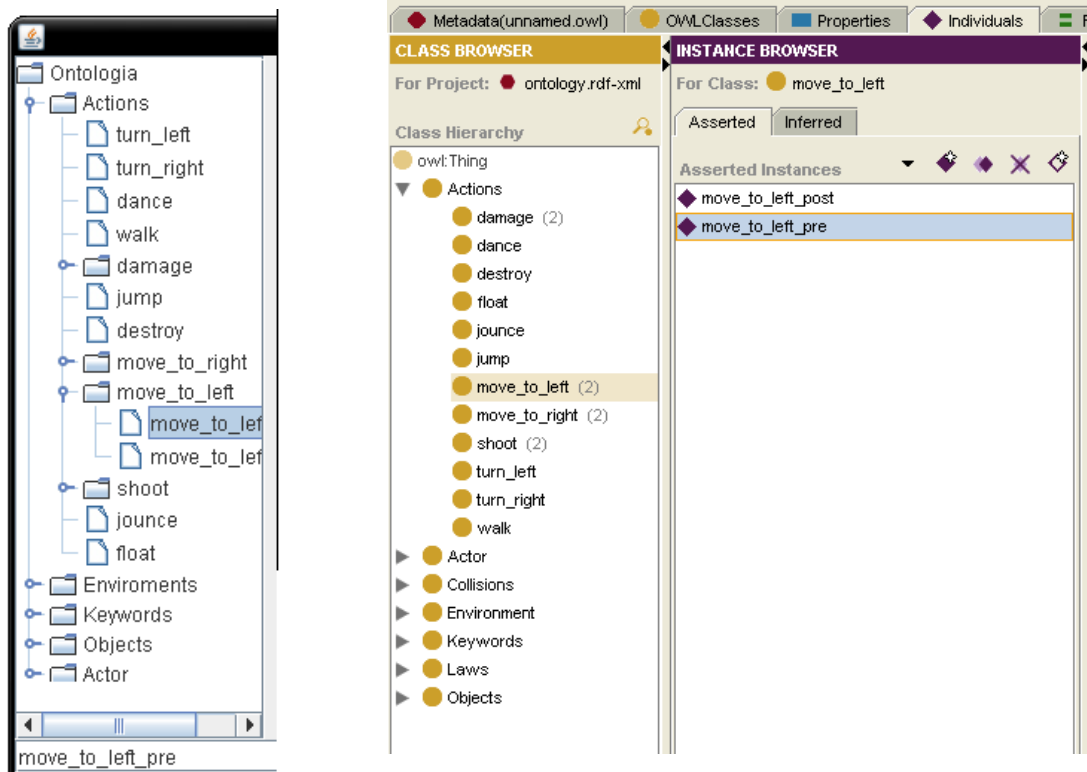 Ontologia
Actions
turn_left
turn_right
dance
walk
damage
jump
destroy
move_to_right
move_to_left
move_to_lef
move_to_lef
shoot
jounce
float
Enviroments
Keywords
Objects
Actor
move_to_left_pre
Metadata(unnamed.owl) OWLClasses Properties Individuals F
CLASS BROWSER
For Project: ontology.rdf-xml
Class Hierarchy
owl:Thing
Actions
damage (2)
dance
destroy
float
jounce
jump
move_to_left (2)
move_to_right (2)
shoot (2)
turn_left
turn_right
walk
Actor
Collisions
Environment
Keywords
Laws
Objects
INSTANCE BROWSER
For Class: move_to_left
Asserted Inferred
Asserted Instances
move_to_left_post
move_to_left_pre